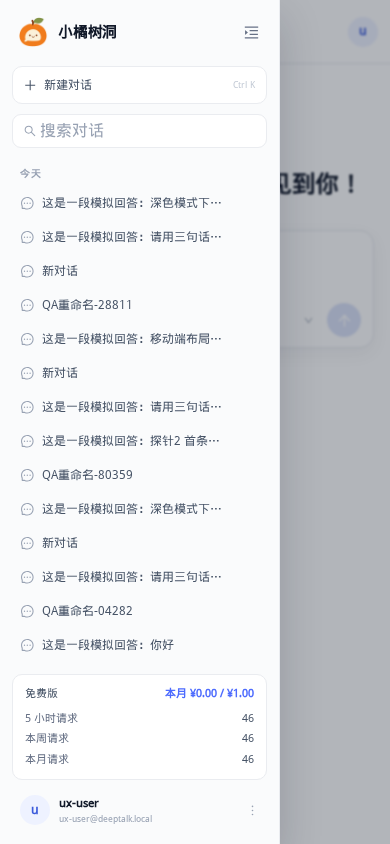 小橘树洞
u
新建对话
Ctrl K
搜索对话
今天
这是一段模拟回答：深色模式下…
见到你！
这是一段模拟回答：请用三句话…
新对话
QA重命名-28811
这是一段模拟回答：移动端布局…
新对话
这是一段模拟回答：请用三句话…
这是一段模拟回答：探针2 首条…
QA重命名-80359
这是一段模拟回答：深色模式下…
新对话
这是一段模拟回答：请用三句话…
QA重命名-04282
这是一段模拟回答：你好
免费版 本月 ¥0.00 / ¥1.00
5 小时请求 46
本周请求 46
本月请求 46
u
ux-user
ux-user@deeptalk.local